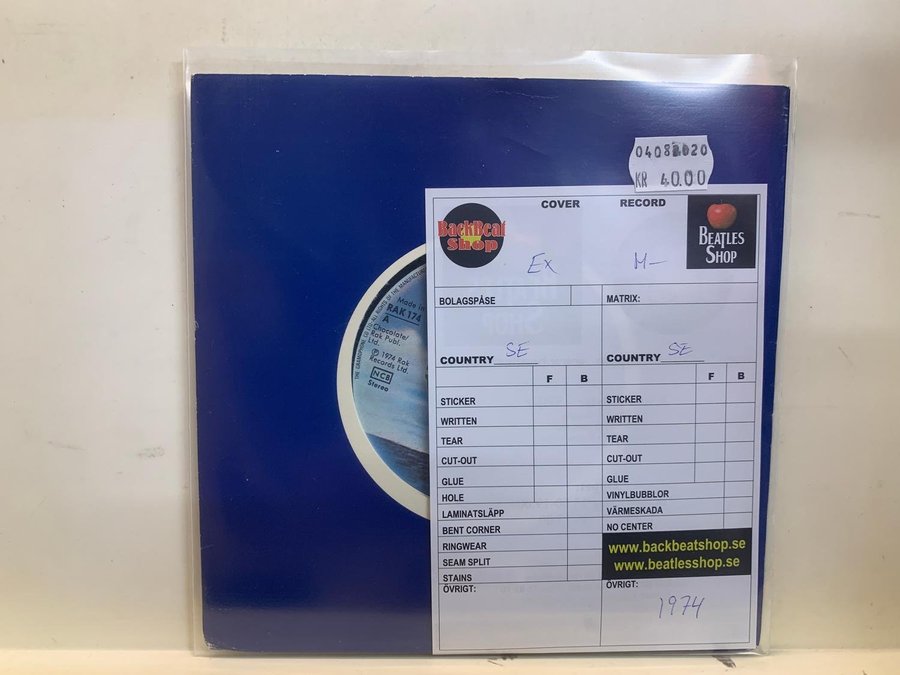 0408 020
KR 40.00
COVER RECORD
BackBeat
Shop
BEATLES
SHOP
Ex M-
BOLAGSPÅSE MATRIX:
COUNTRY SE COUNTRY SE
F B F B
STICKER STICKER
WRITTEN WRITTEN
TEAR TEAR
CUT-OUT CUT-OUT
GLUE GLUE
HOLE VINYLBUBBLOR
LAMINATSLÄPP VÄRMESKADA
BENT CORNER NO CENTER
RINGWEAR www.backbeatshop.se
SEAM SPLIT www.beatlesshop.se
STAINS
ÖVRIGT: ÖVRIGT:
1974
Made in
RAK 174
A
Chocolate/
Rak Publ.
Ltd.
℗ 1974 Rak
Records Ltd.
NCB
Stereo